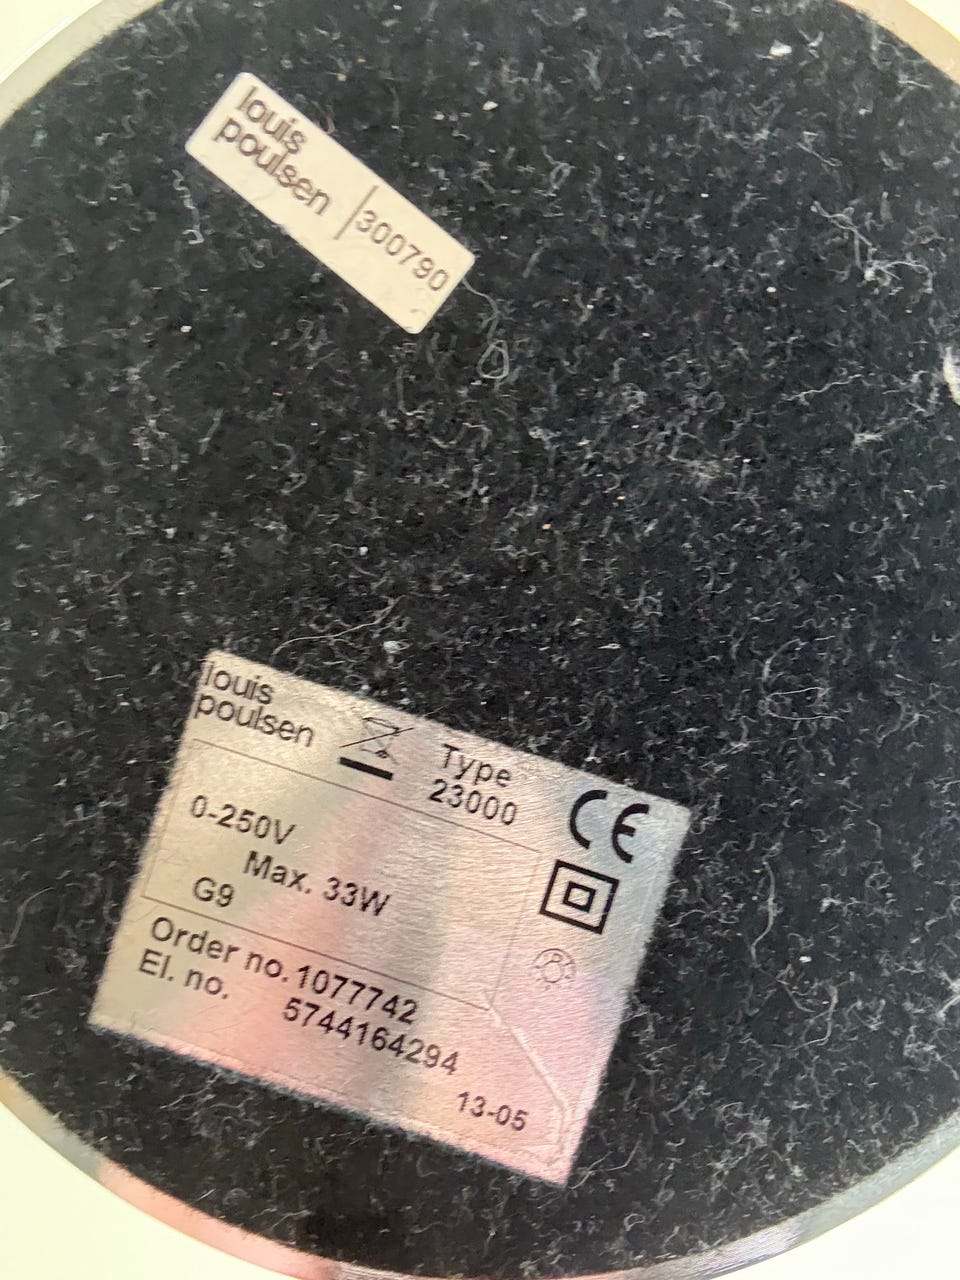 louis
poulsen | 300790
louis
poulsen
Type
23000
CE
0-250V
Max. 33W
G9
Order no. 1077742
El. no. 5744164294
13-05